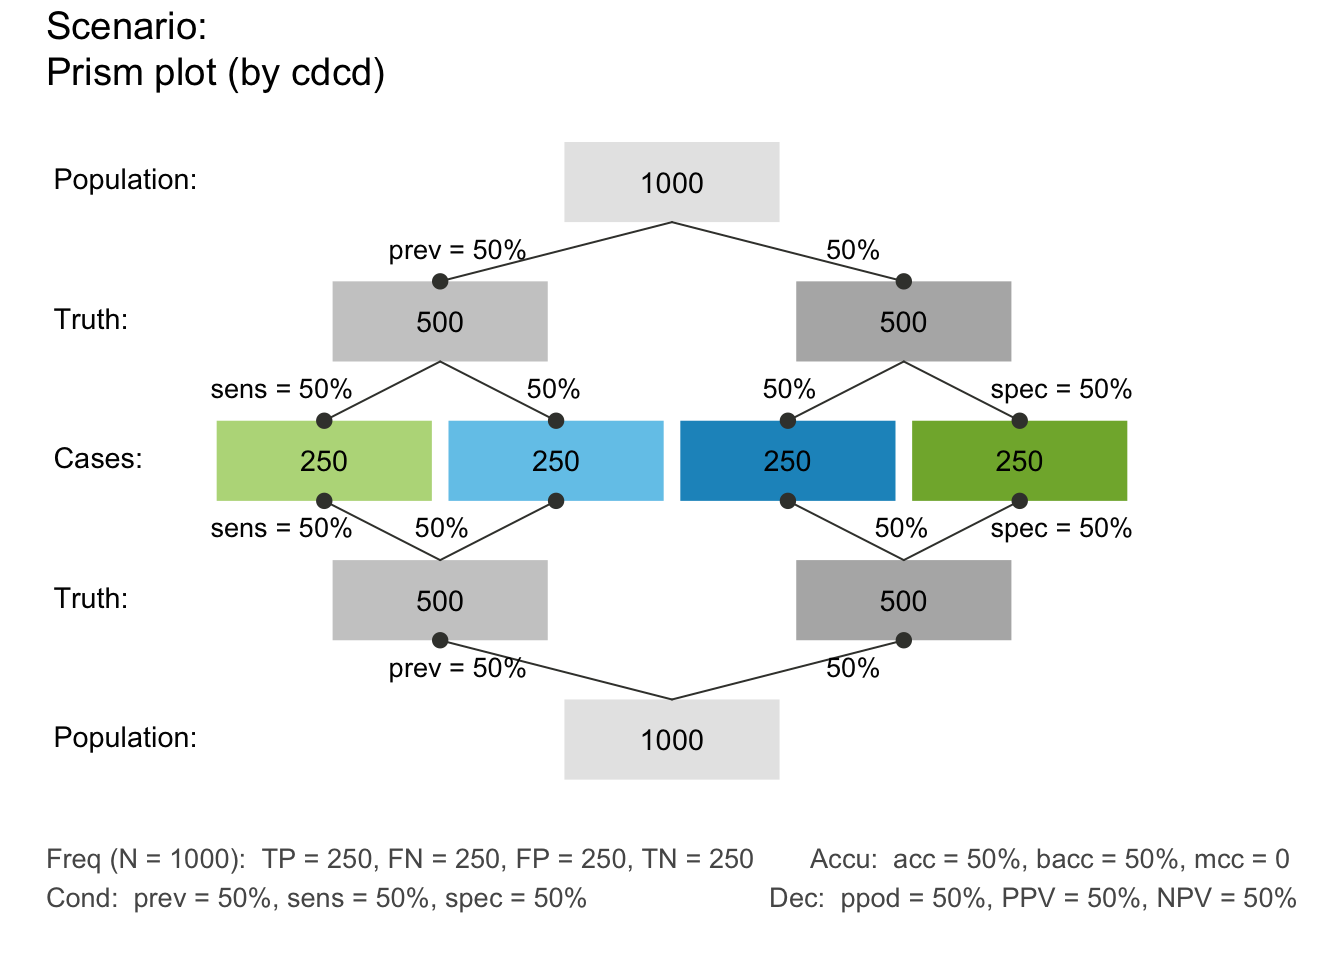 Scenario:
Prism plot (by cdcd)
Population:
1000
prev = 50%
50%
Truth:
500
500
sens = 50%
50%
50%
spec = 50%
Cases:
250
250
250
250
sens = 50%
50%
50%
spec = 50%
Truth:
500
500
prev = 50%
50%
Population:
1000
Freq (N = 1000):  TP = 250, FN = 250, FP = 250, TN = 250
Accu:  acc = 50%, bacc = 50%, mcc = 0
Cond:  prev = 50%, sens = 50%, spec = 50%
Dec:  ppod = 50%, PPV = 50%, NPV = 50%